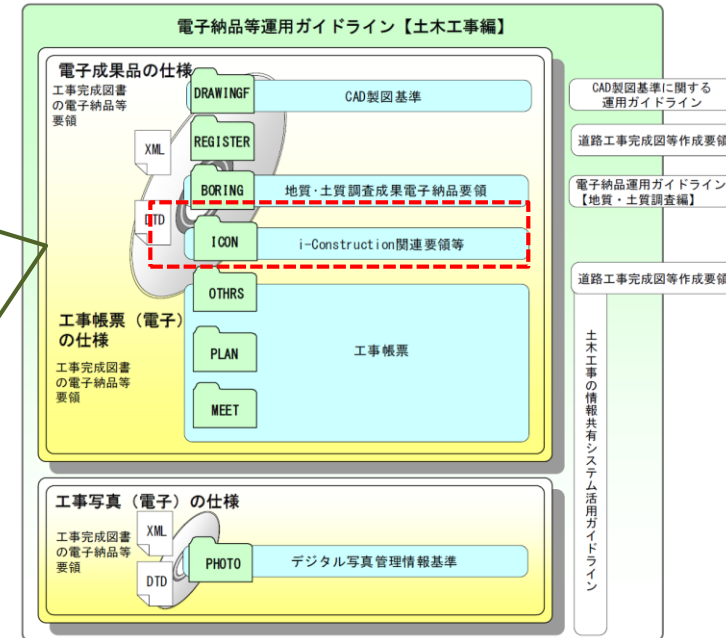 電子納品等運用ガイドライン【土木工事編】
電子成果品の仕様
工事完成図書
の電子納品等
要領
XML
DTD
DRAWINGF
CAD製図基準
REGISTER
BORING
地質・土質調査成果電子納品要領
ICON
i-Construction関連要領等
OTHRS
工事帳票（電子）
の仕様
工事完成図書
の電子納品等
要領
PLAN
工事帳票
MEET
CAD製図基準に関する
運用ガイドライン
道路工事完成図等作成要領
電子納品運用ガイドライン
【地質・土質調査編】
道路工事完成図等作成要領
土木工事の情報共有システム活用ガイドライン
工事写真（電子）の仕様
工事完成図書
の電子納品等
要領
XML
DTD
PHOTO
デジタル写真管理情報基準